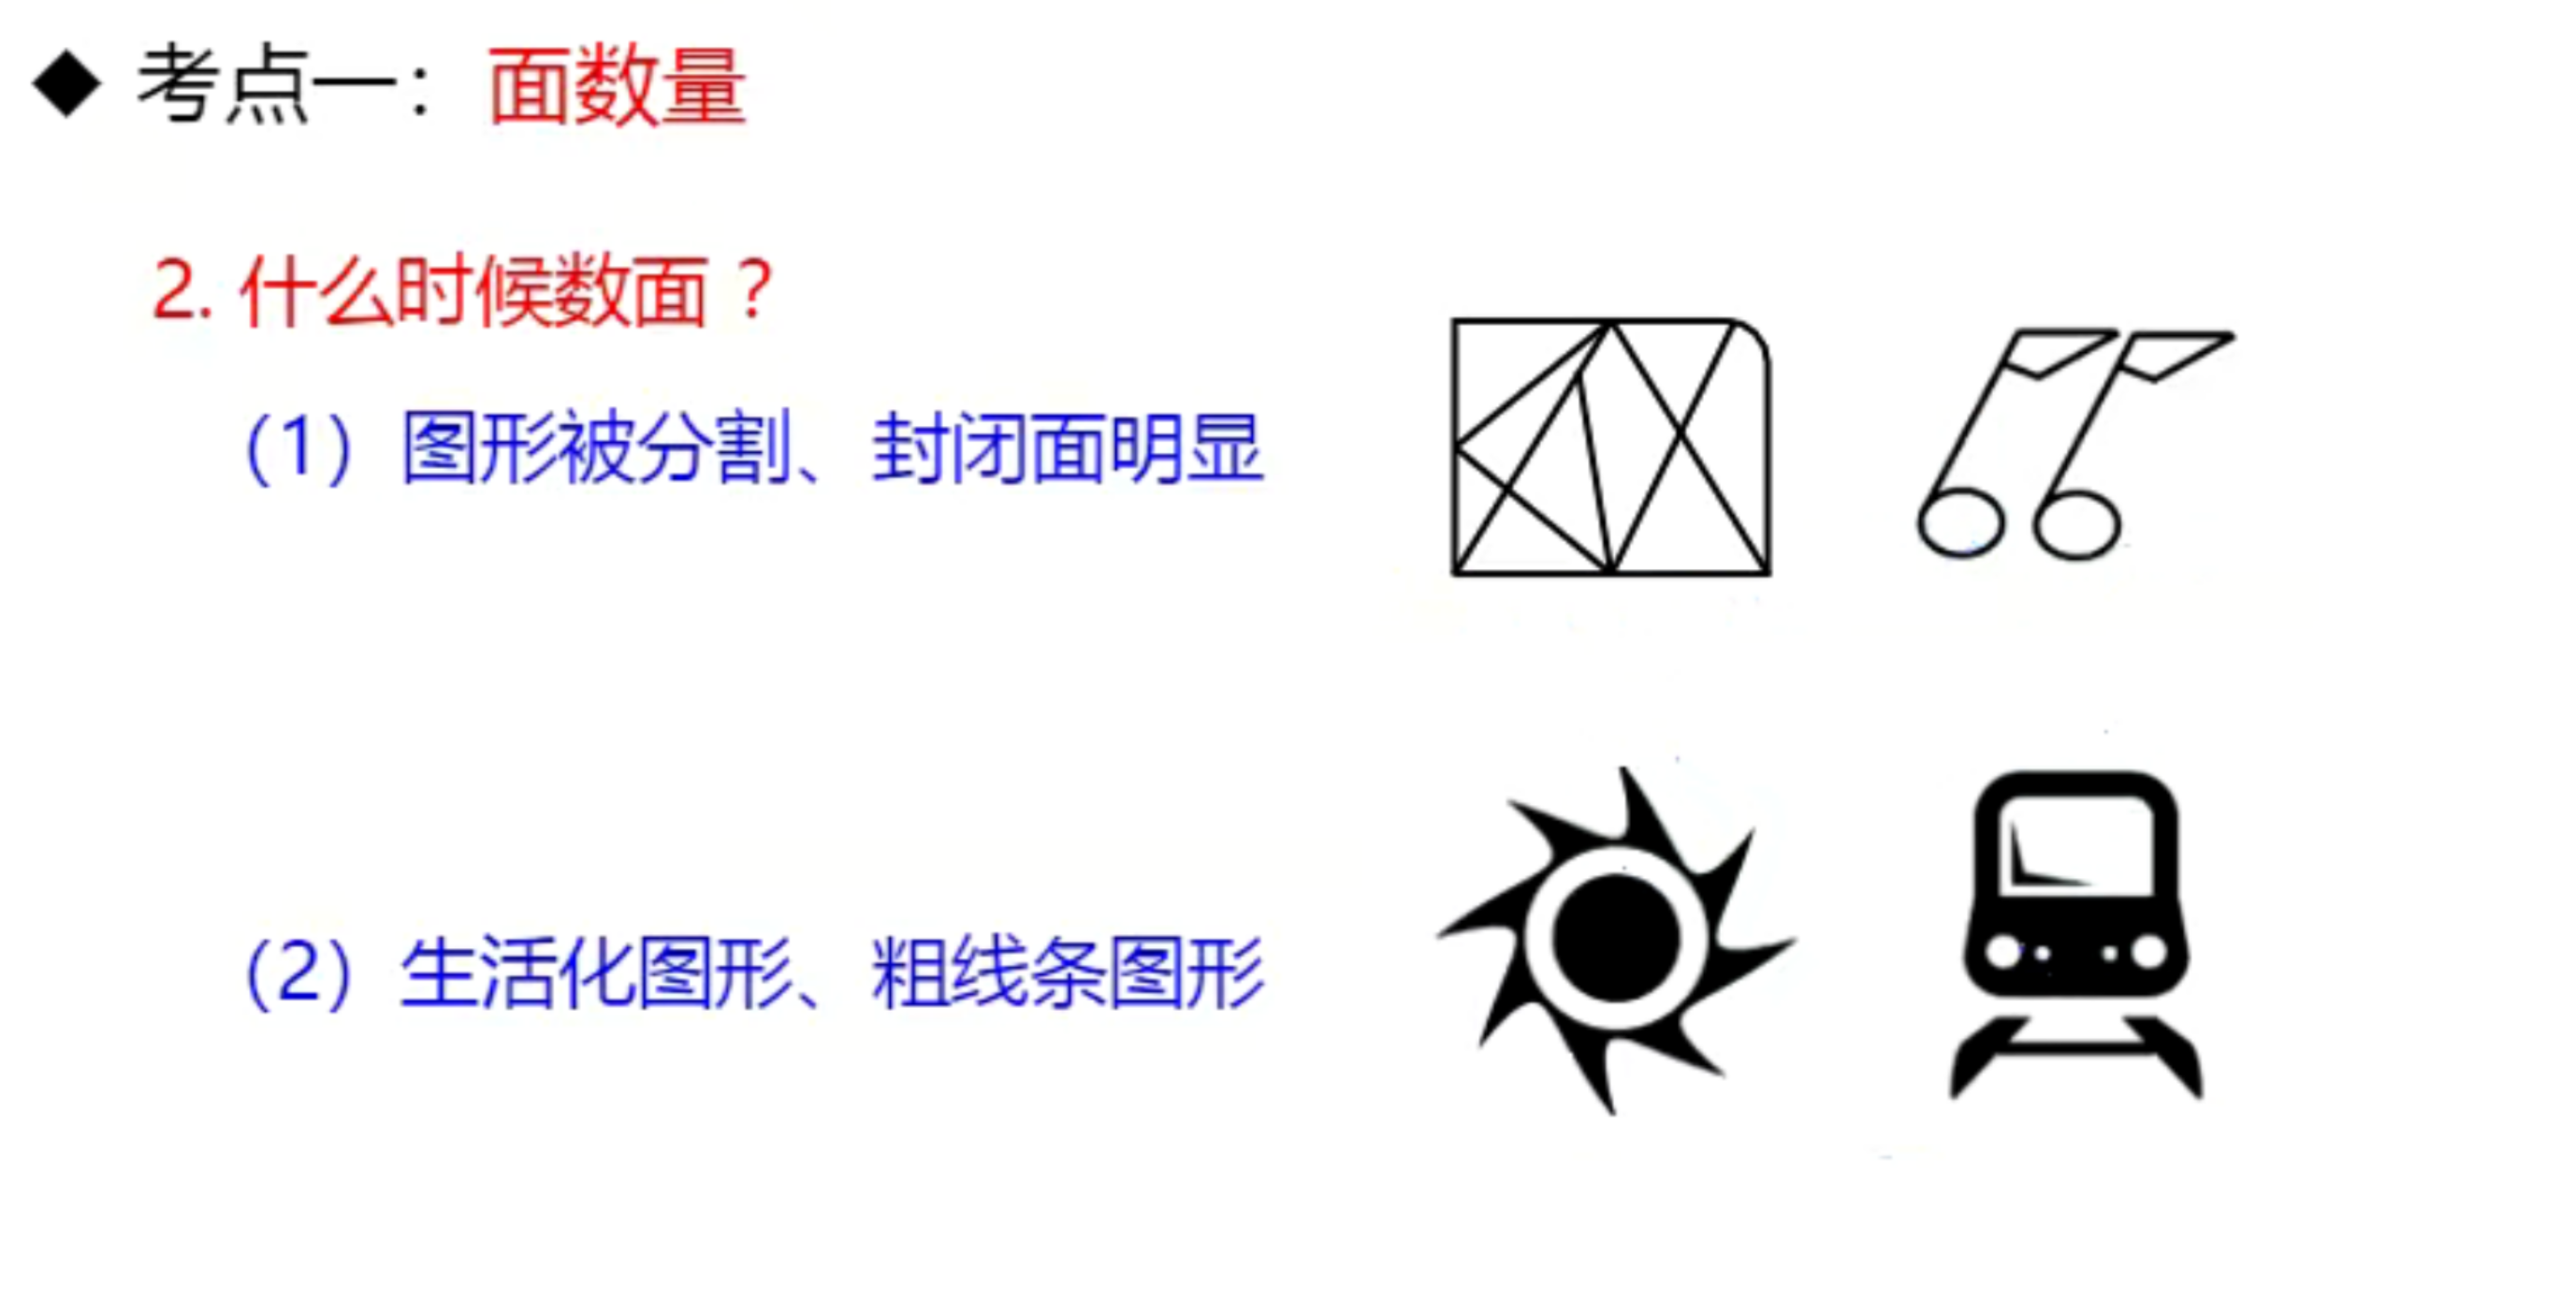 ◆ 考点一：面数量
2. 什么时候数面？
（1）图形被分割、封闭面明显
（2）生活化图形、粗线条图形